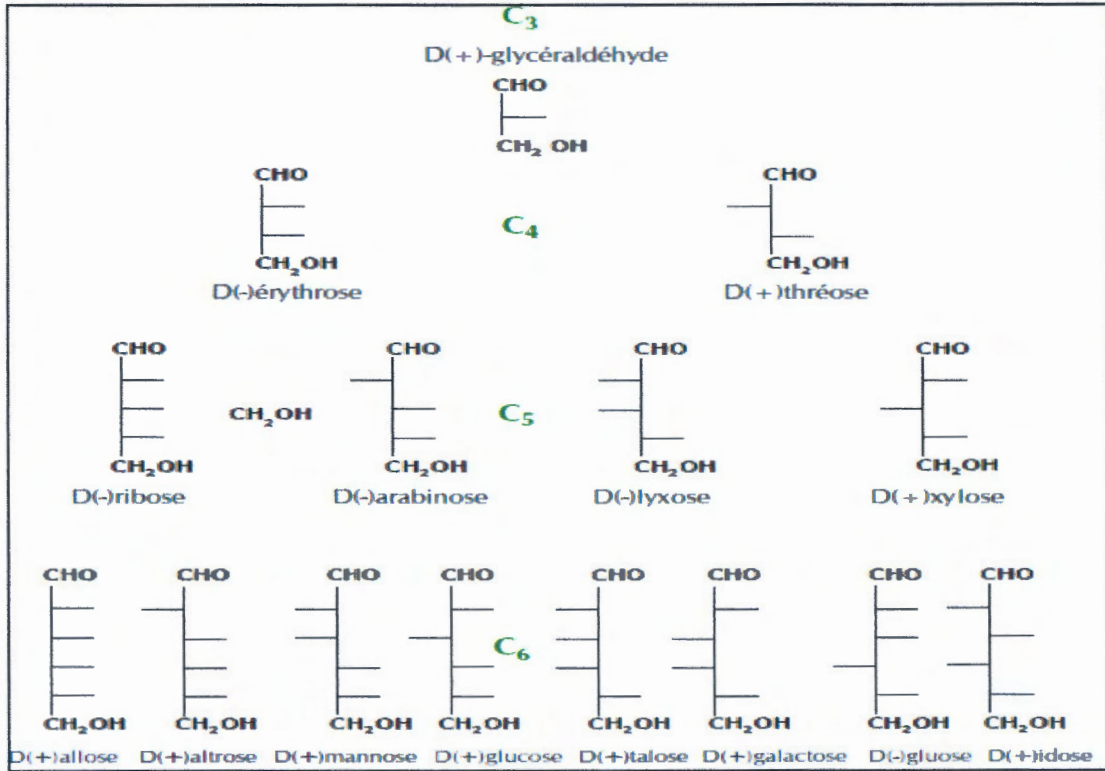 C₃
D(+)-glycéraldéhyde
CHO
CH₂ OH
CHO CHO
C₄
CH₂OH CH₂OH
D(-)érythrose D(+)thréose
CHO CHO CHO CHO
CH₂OH C₅
CH₂OH CH₂OH CH₂OH CH₂OH
D(-)ribose D(-)arabinose D(-)lyxose D(+)xylose
CHO CHO CHO CHO CHO CHO CHO CHO
C₆
CH₂OH CH₂OH CH₂OH CH₂OH CH₂OH CH₂OH CH₂OH CH₂OH
D(+)allose D(+)altrose D(+)mannose D(+)glucose D(+)talose D(+)galactose D(-)gluose D(+)idose